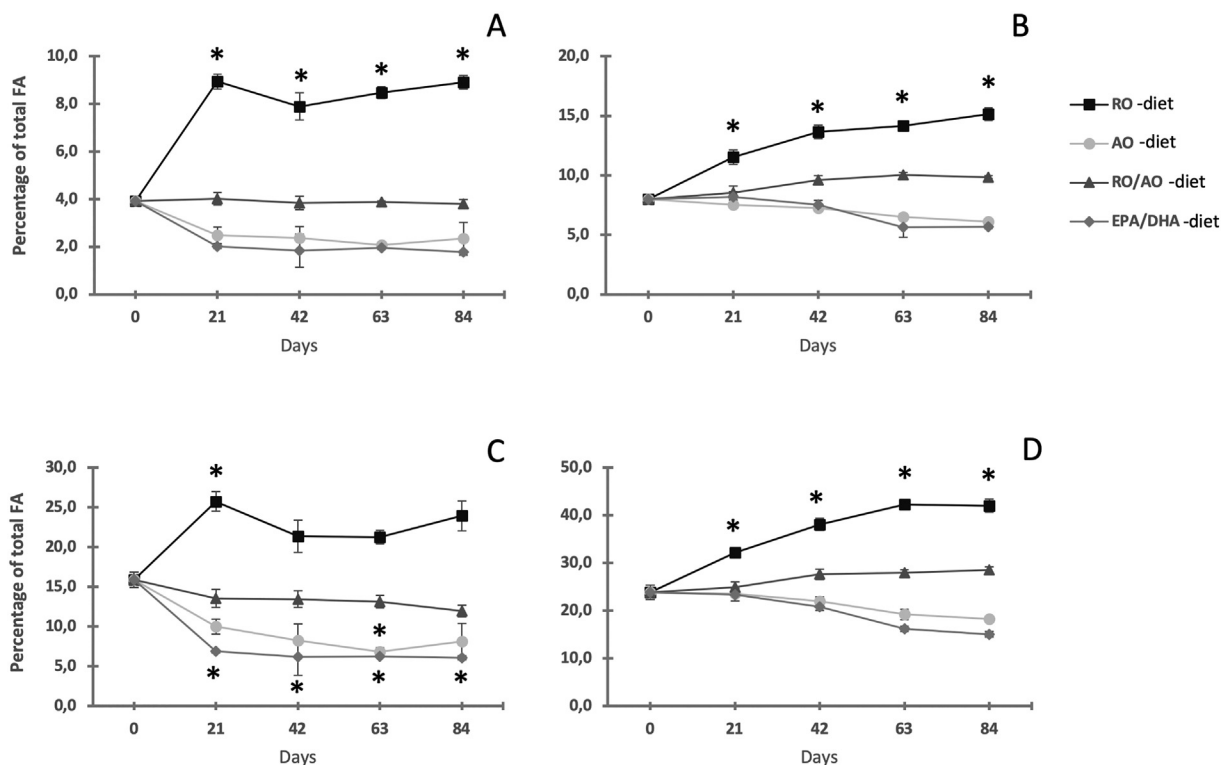 A
Percentage of total FA
10,0
8,0
6,0
4,0
2,0
0,0
* * * *
0 21 42 63 84
Days
B
20,0
15,0
10,0
5,0
0,0
* * * *
0 21 42 63 84
Days
RO -diet
AO -diet
RO/AO -diet
EPA/DHA -diet
C
Percentage of total FA
30,0
25,0
20,0
15,0
10,0
5,0
0,0
*
*
* * * *
0 21 42 63 84
Days
D
50,0
40,0
30,0
20,0
10,0
0,0
* * * *
0 21 42 63 84
Days